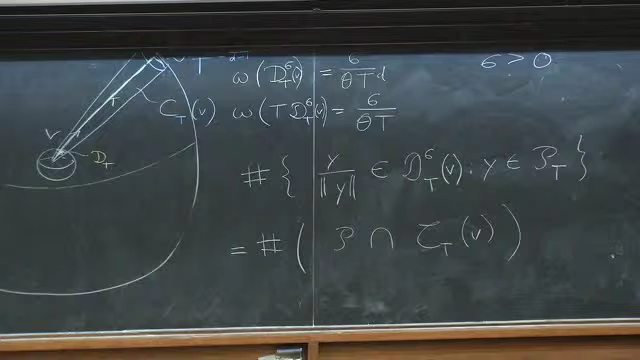 ω(D_T^σ(v)) = σ / θT^d
σ > 0
v
T
D_T
C_T(v)
ω(T D_T^σ(v)) = σ / θT
#{ y/‖y‖ ∈ D_T^σ(v) : y ∈ P_T }
= #( P ∩ C_T(v) )